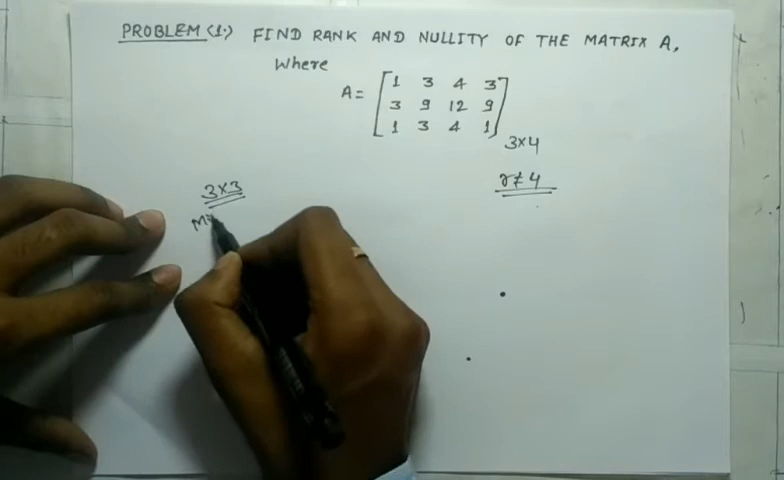 PROBLEM (1.) FIND RANK AND NULLITY OF THE MATRIX A,
Where
A= [1 3 4 3
3 9 12 9
1 3 4 1]
3×4
3×3
r≠4